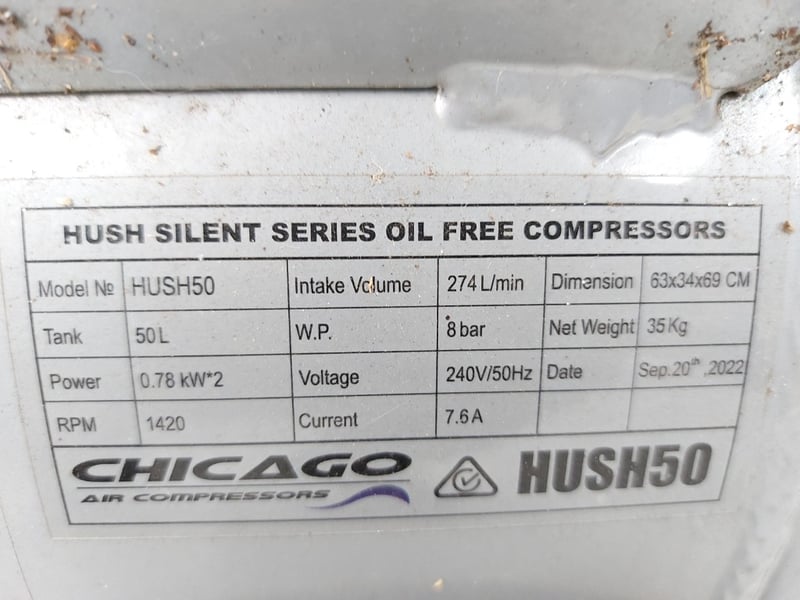 HUSH SILENT SERIES OIL FREE COMPRESSORS
Model № HUSH50 Intake Volume 274 L/min Dimension 63x34x69 CM
Tank 50 L W.P. 8 bar Net Weight 35 Kg
Power 0.78 kW*2 Voltage 240V/50Hz Date Sep.20th ,2022
RPM 1420 Current 7.6 A
CHICAGO HUSH50
AIR COMPRESSORS